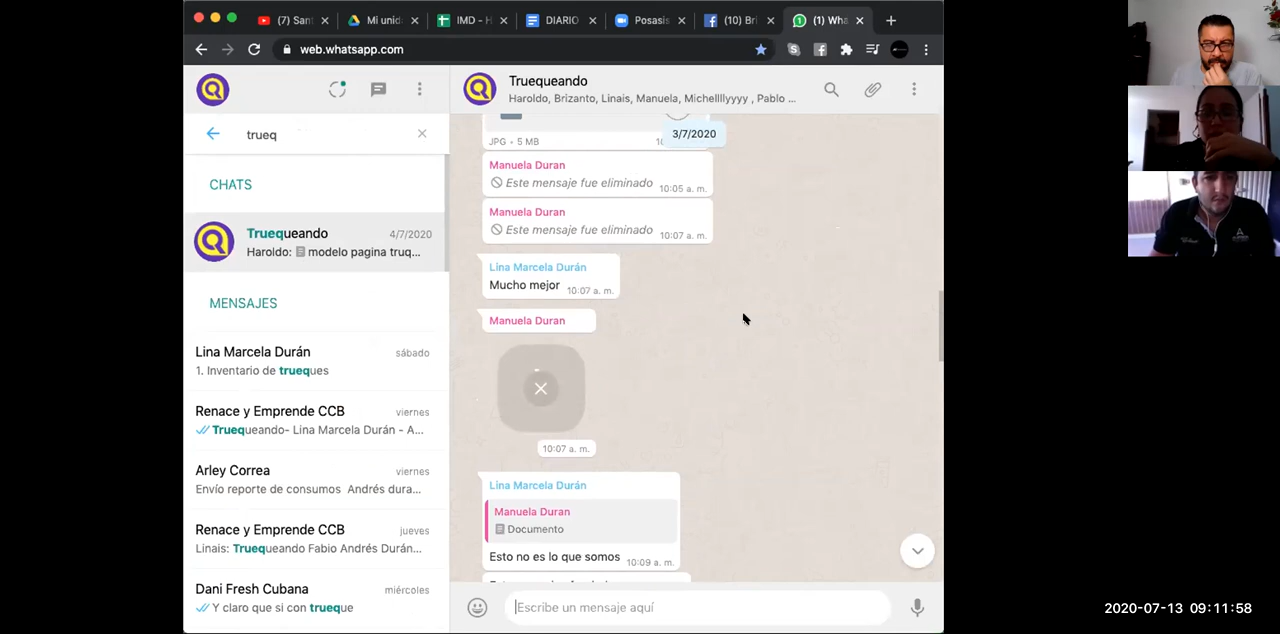 (7) Sant
Mi unid
IMD - H
DIARIO
Posasis
(10) Bri
(1) Wha
web.whatsapp.com
Truequeando
Haroldo, Brizanto, Linais, Manuela, Michellllyyyy , Pablo ...
trueq
CHATS
Truequeando
4/7/2020
Haroldo: modelo pagina truq...
MENSAJES
Lina Marcela Durán
sábado
1. Inventario de trueques
Renace y Emprende CCB
viernes
Truequeando- Lina Marcela Durán - A...
Arley Correa
viernes
Envío reporte de consumos Andrés dura...
Renace y Emprende CCB
jueves
Linais: Truequeando Fabio Andrés Durán...
Dani Fresh Cubana
miércoles
Y claro que si con trueque
3/7/2020
JPG • 5 MB
Manuela Duran
Este mensaje fue eliminado
10:05 a. m.
Manuela Duran
Este mensaje fue eliminado
10:07 a. m.
Lina Marcela Durán
Mucho mejor
10:07 a. m.
Manuela Duran
10:07 a. m.
Lina Marcela Durán
Manuela Duran
Documento
Esto no es lo que somos
10:09 a. m.
Escribe un mensaje aquí
2020-07-13 09:11:58